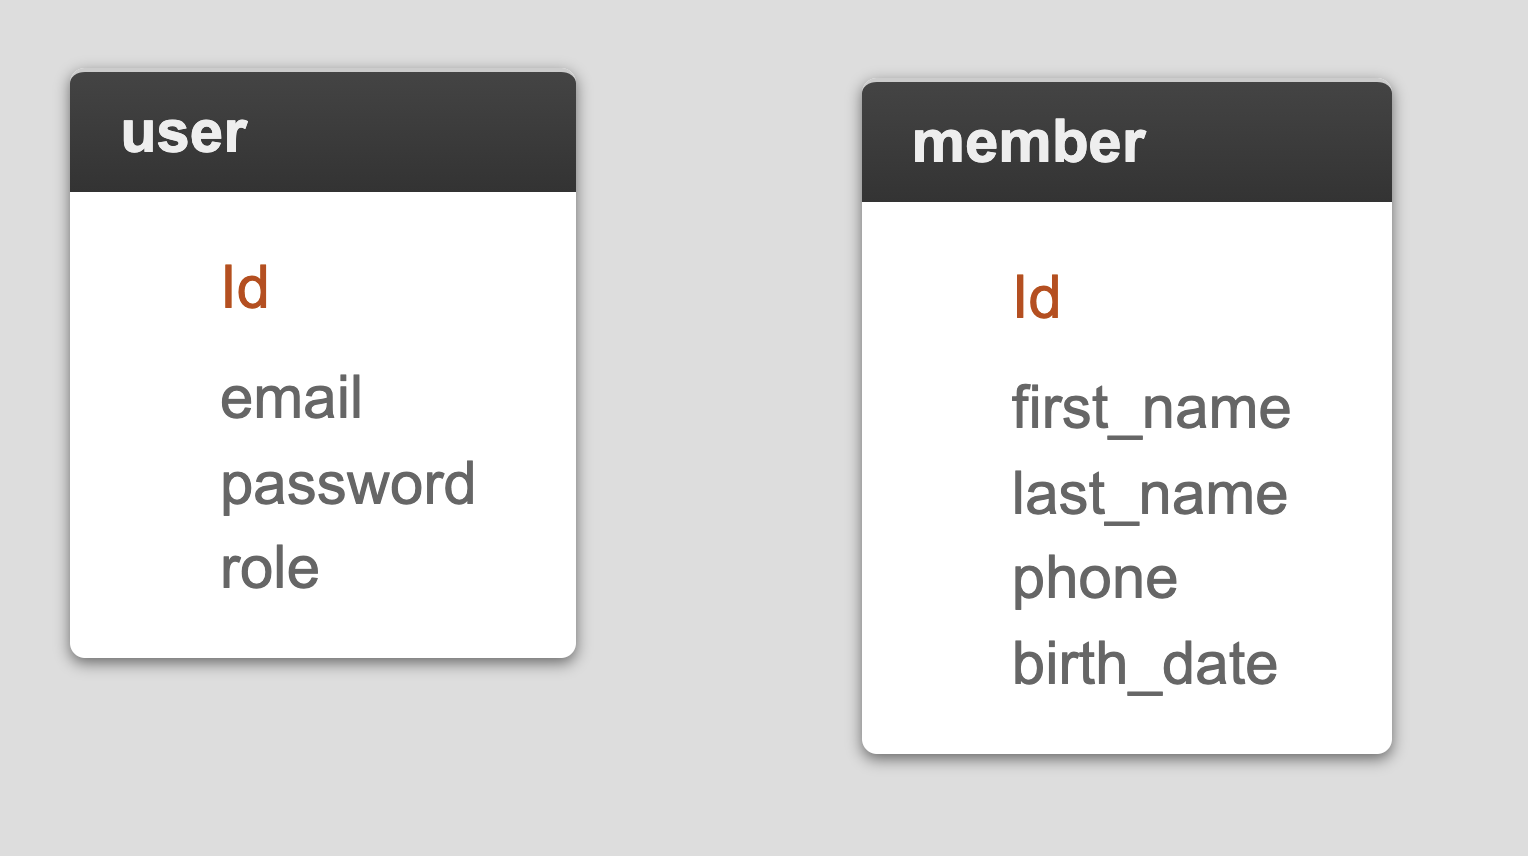 user
Id
email
password
role
member
Id
first_name
last_name
phone
birth_date